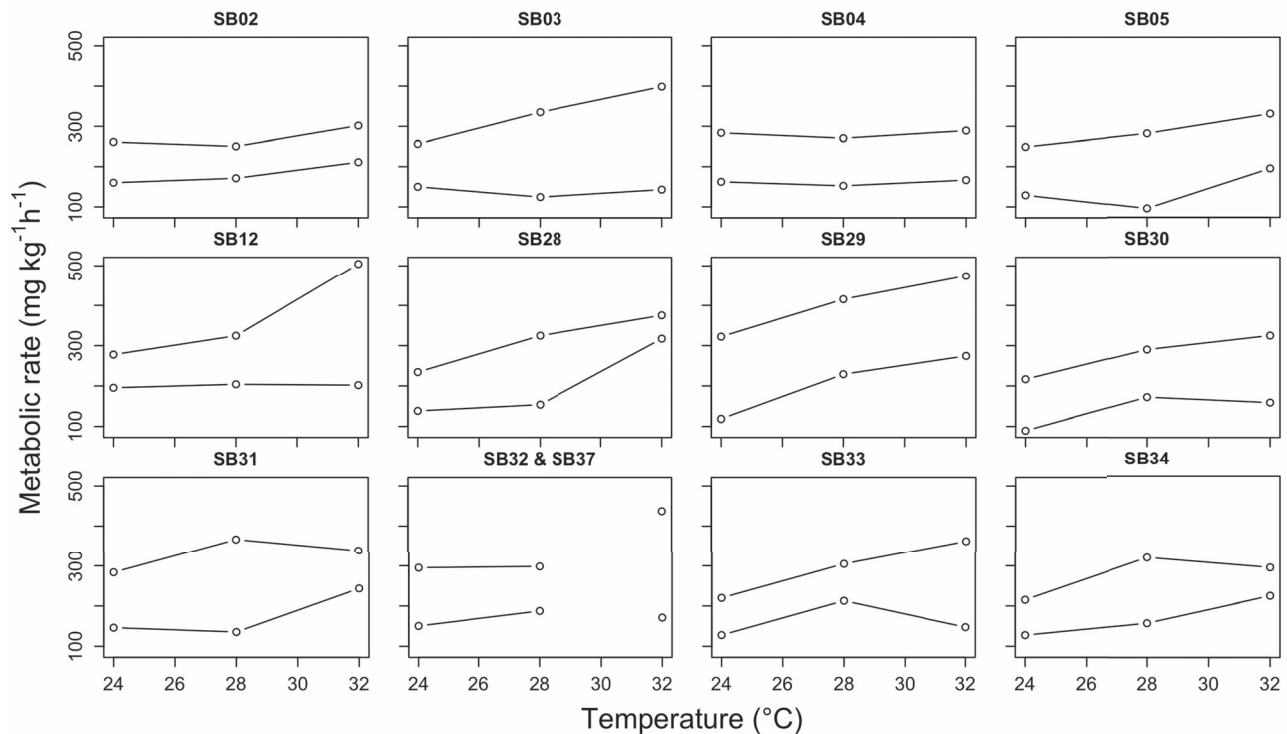 SB02 SB03 SB04 SB05
500
300
100
SB12 SB28 SB29 SB30
500
300
100
SB31 SB32 & SB37 SB33 SB34
500
300
100
24 26 28 30 32 24 26 28 30 32 24 26 28 30 32 24 26 28 30 32
Metabolic rate (mg kg⁻¹h⁻¹)
Temperature (°C)